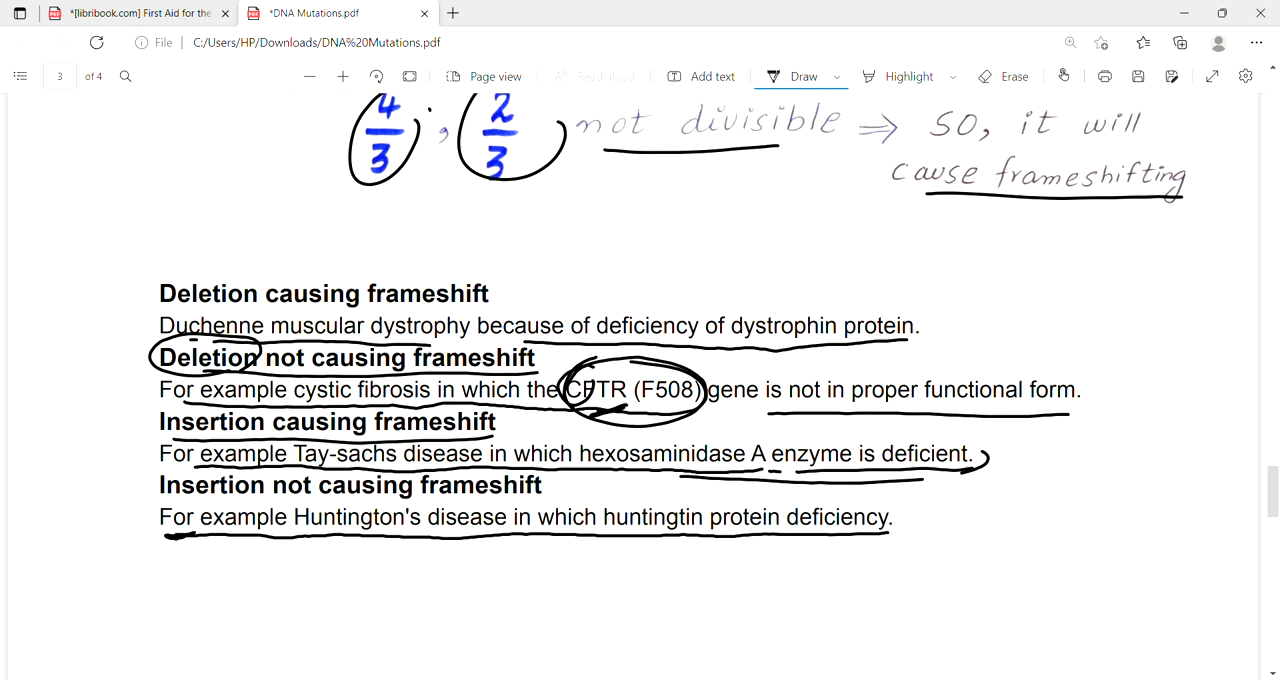 *[libribook.com] First Aid for the
*DNA Mutations.pdf
File
C:/Users/HP/Downloads/DNA%20Mutations.pdf
3 of 4
Page view
Read aloud
Add text
Draw
Highlight
Erase
4/3 ; 2/3 not divisible ⇒ So, it will
cause frameshifting
Deletion causing frameshift
Duchenne muscular dystrophy because of deficiency of dystrophin protein.
Deletion not causing frameshift
For example cystic fibrosis in which the CFTR (F508) gene is not in proper functional form.
Insertion causing frameshift
For example Tay-sachs disease in which hexosaminidase A enzyme is deficient.
Insertion not causing frameshift
For example Huntington's disease in which huntingtin protein deficiency.